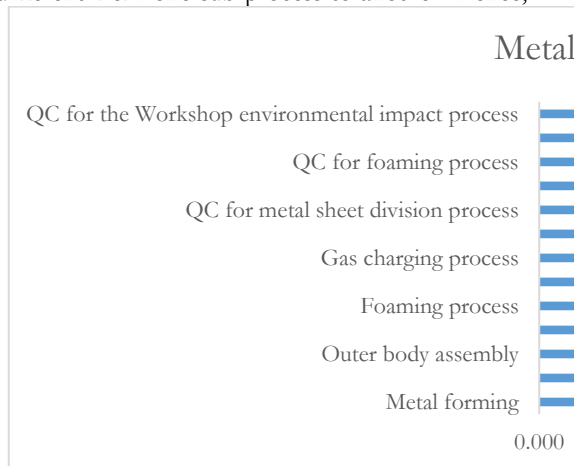 Metal
QC for the Workshop environmental impact process
QC for foaming process
QC for metal sheet division process
Gas charging process
Foaming process
Outer body assembly
Metal forming
0.000